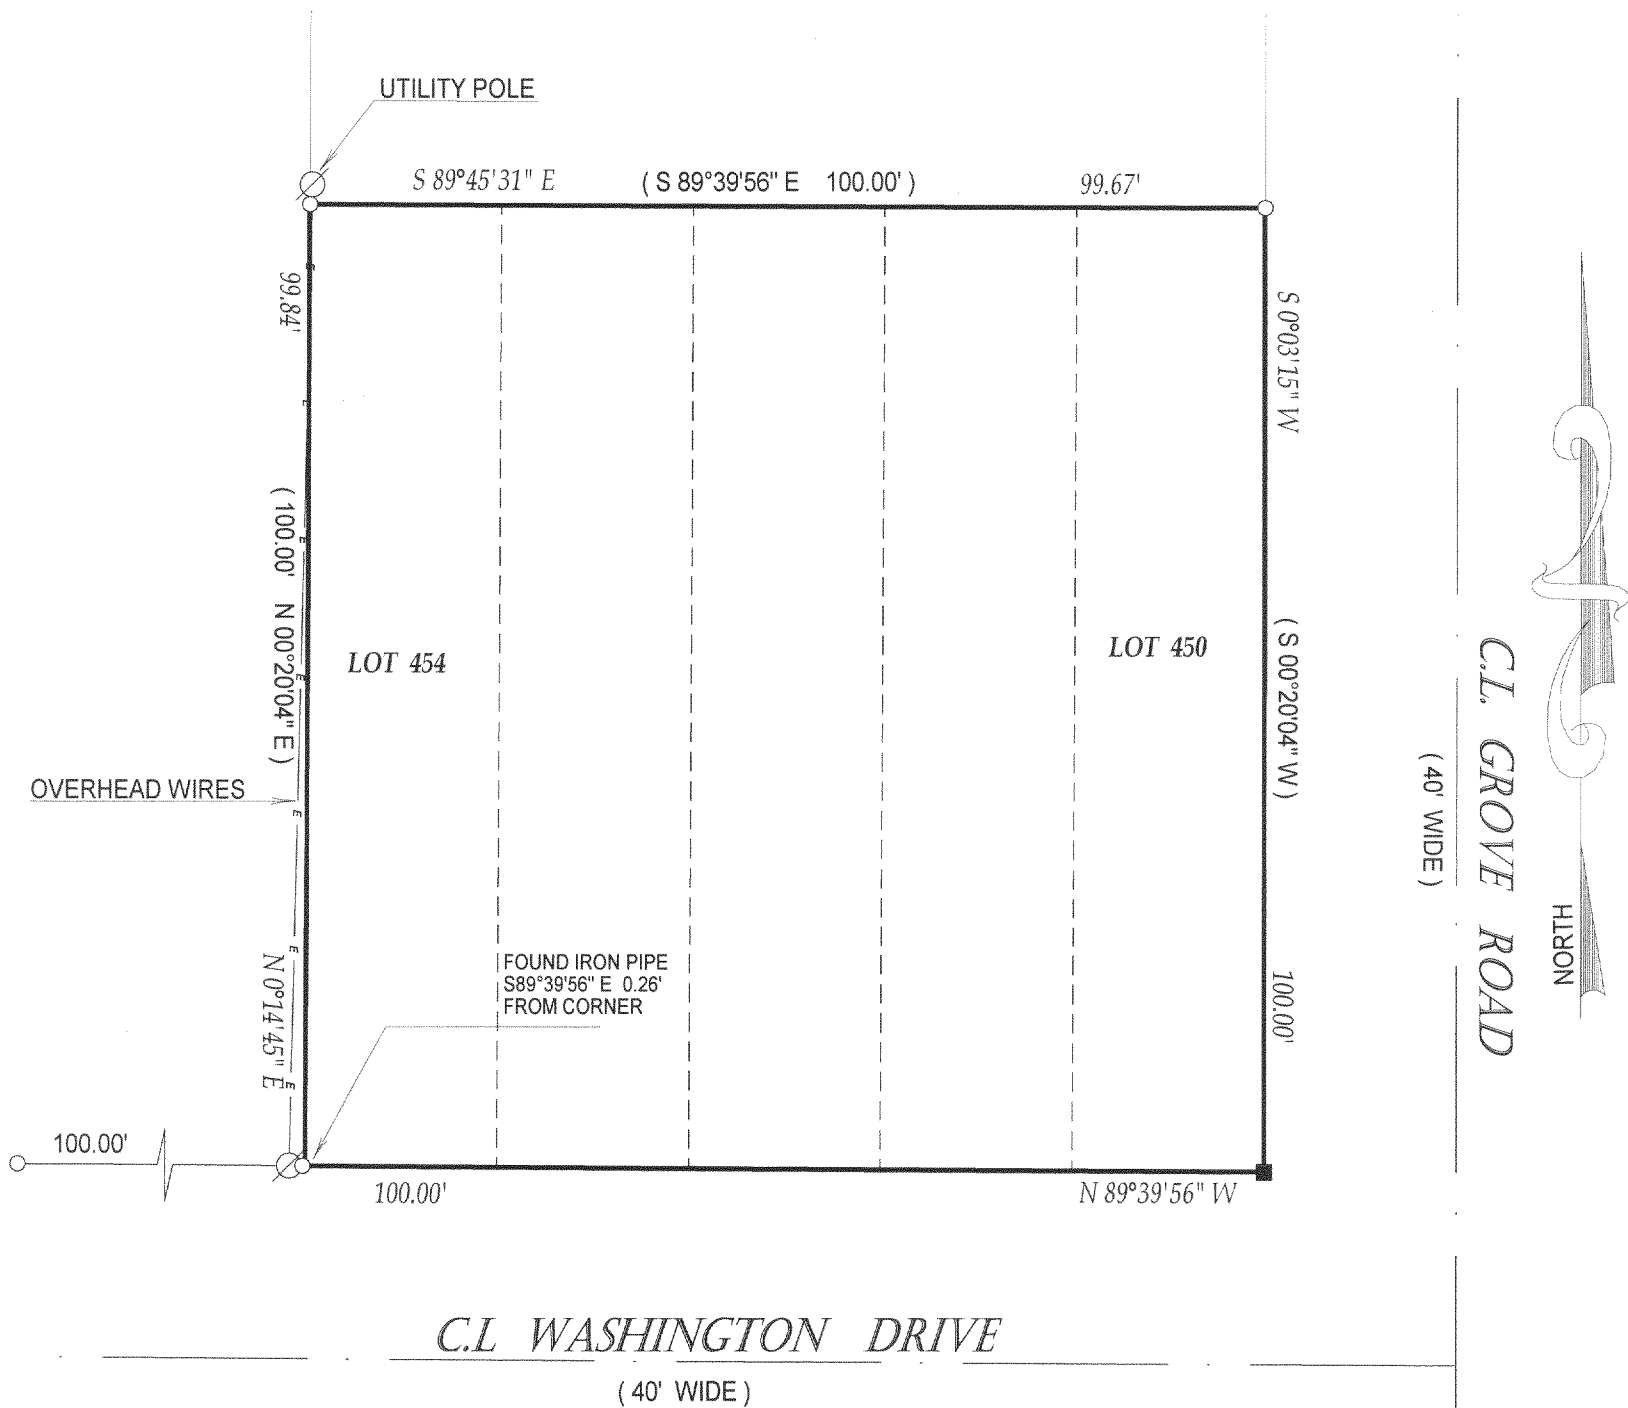 UTILITY POLE
S 89°45'31" E ( S 89°39'56" E 100.00' ) 99.67'
99.84'
( 100.00' N 00°20'04" E )
N 0°14'45" E
S 0°03'15" W
( S 00°20'04" W )
100.00'
LOT 454
LOT 450
OVERHEAD WIRES
E
E
E
E
E
E
E
FOUND IRON PIPE
S89°39'56" E 0.26'
FROM CORNER
100.00'
100.00'
N 89°39'56" W
C.L. GROVE ROAD
( 40' WIDE )
NORTH
C.L WASHINGTON DRIVE
( 40' WIDE )